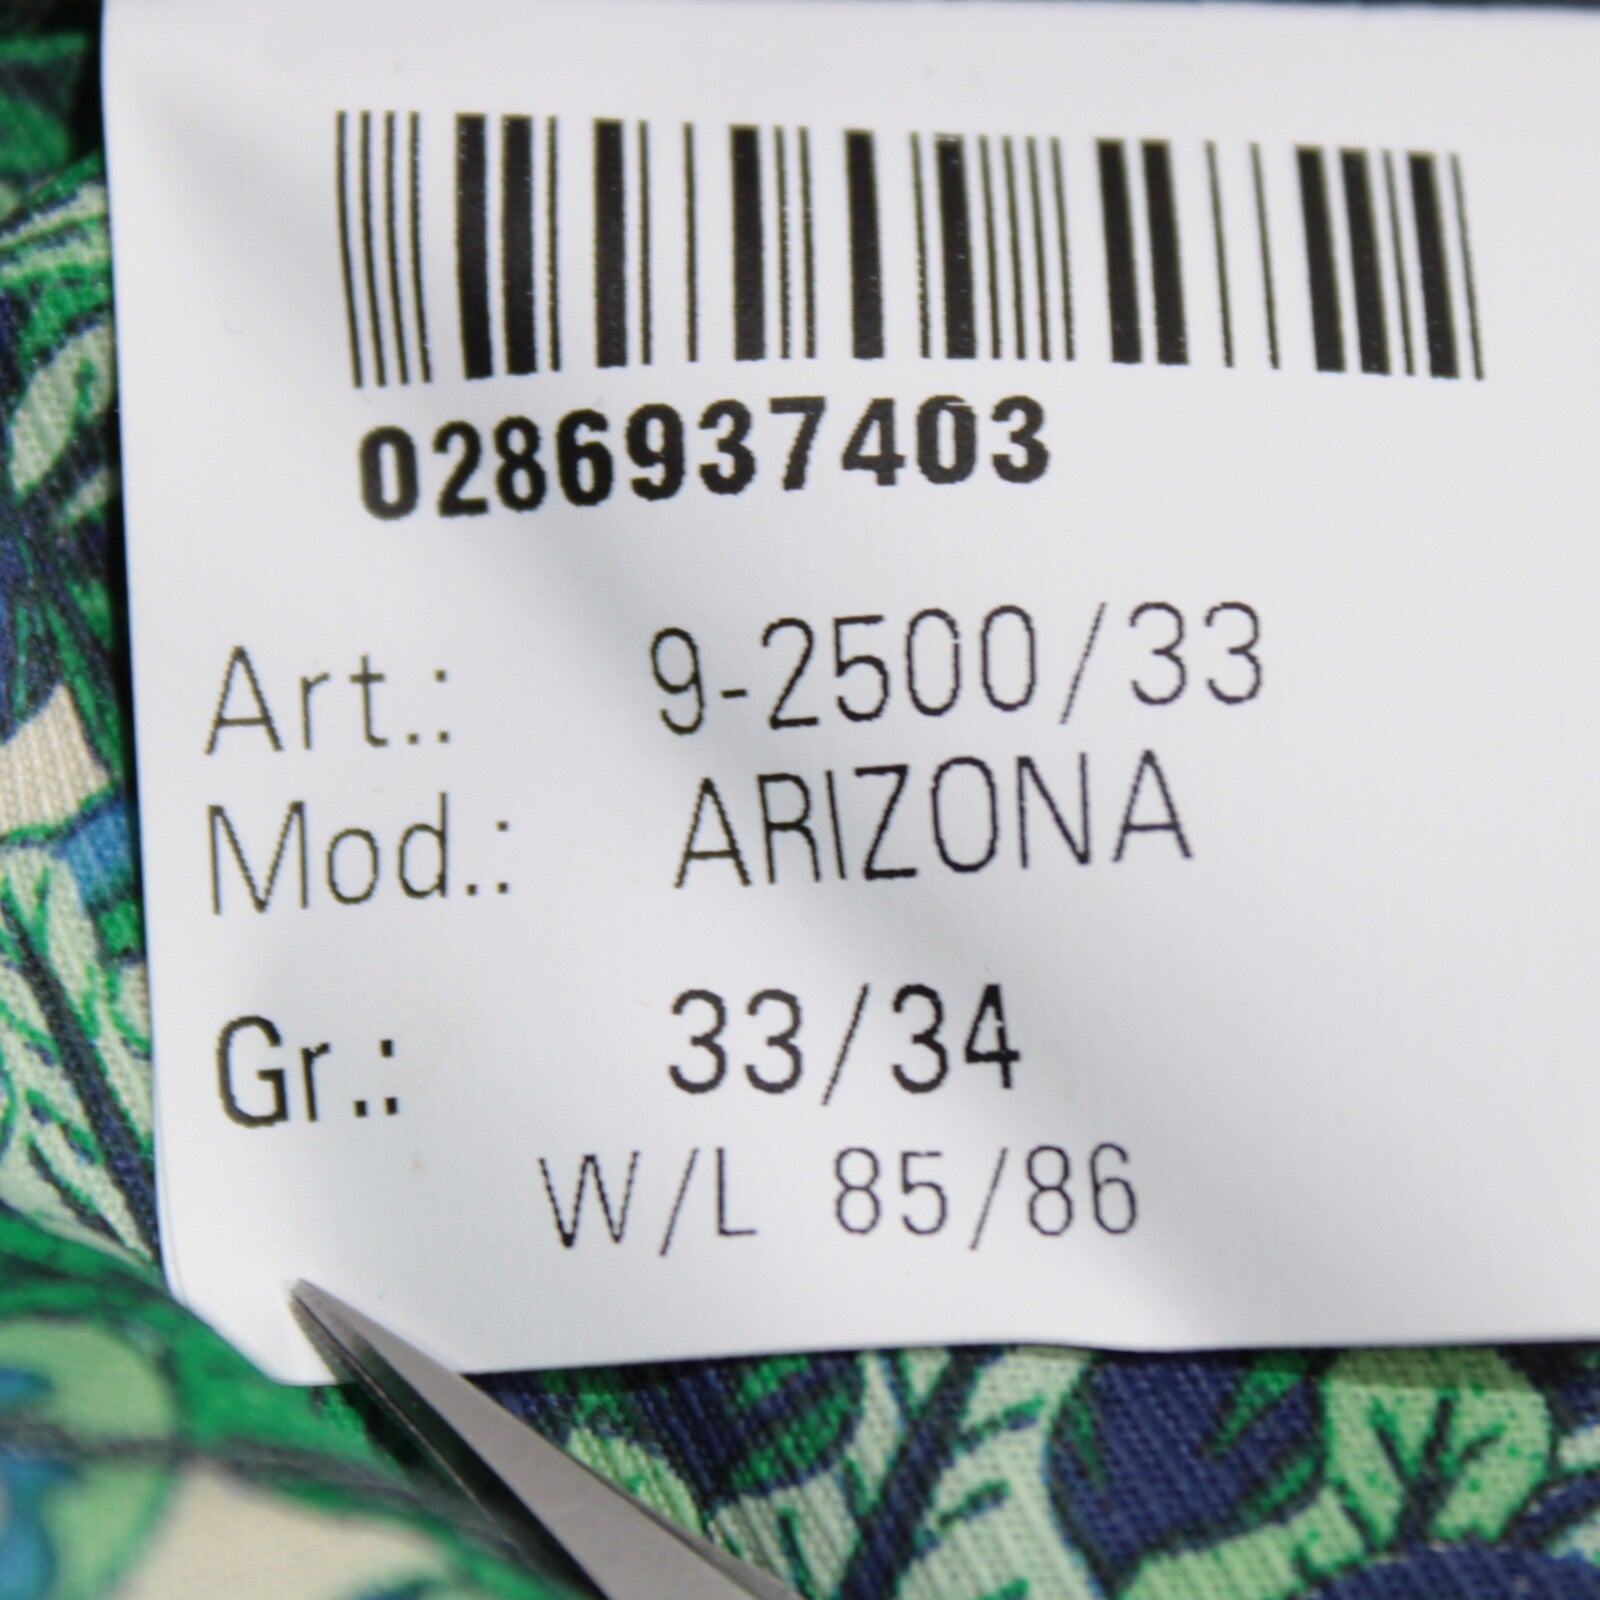 0286937403
Art.: 9-2500/33
Mod.: ARIZONA
Gr.: 33/34
W/L 85/86